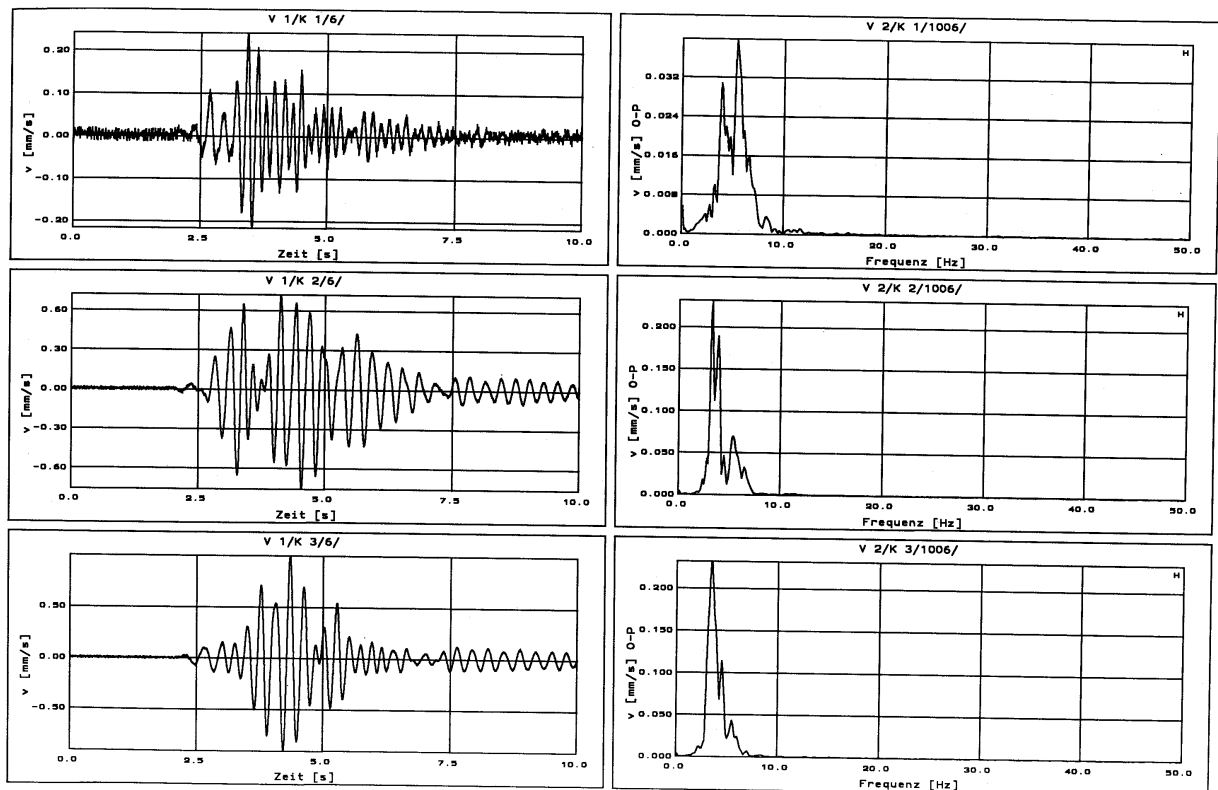 V 1/K 1/6/
v [mm/s]
0.20
0.10
0.00
-0.10
-0.20
0.0 2.5 5.0 7.5 10.0
Zeit [s]
V 2/K 1/1006/
H
v [mm/s] O-P
0.032
0.024
0.016
0.008
0.000
0.0 10.0 20.0 30.0 40.0 50.0
Frequenz [Hz]
V 1/K 2/6/
v [mm/s]
0.60
0.30
0.00
-0.30
-0.60
0.0 2.5 5.0 7.5 10.0
Zeit [s]
V 2/K 2/1006/
H
v [mm/s] O-P
0.200
0.150
0.100
0.050
0.000
0.0 10.0 20.0 30.0 40.0 50.0
Frequenz [Hz]
V 1/K 3/6/
v [mm/s]
0.50
0.00
-0.50
0.0 2.5 5.0 7.5 10.0
Zeit [s]
V 2/K 3/1006/
H
v [mm/s] O-P
0.200
0.150
0.100
0.050
0.000
0.0 10.0 20.0 30.0 40.0 50.0
Frequenz [Hz]